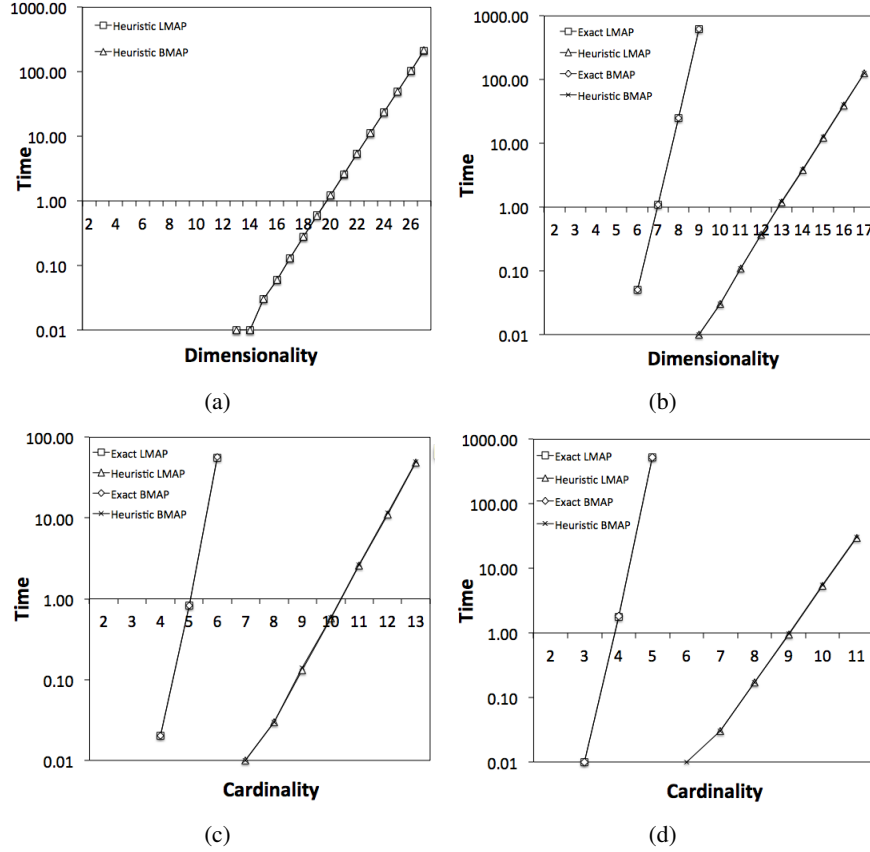 Heuristic LMAP
Heuristic BMAP
1000.00
100.00
10.00
1.00
0.10
0.01
Time
2 4 6 8 10 12 14 16 18 20 22 24 26
Dimensionality
(a)
Exact LMAP
Heuristic LMAP
Exact BMAP
Heuristic BMAP
1000.00
100.00
10.00
1.00
0.10
0.01
Time
2 3 4 5 6 7 8 9 10 11 12 13 14 15 16 17
Dimensionality
(b)
Exact LMAP
Heuristic LMAP
Exact BMAP
Heuristic BMAP
100.00
10.00
1.00
0.10
0.01
Time
2 3 4 5 6 7 8 9 10 11 12 13
Cardinality
(c)
Exact LMAP
Heuristic LMAP
Exact BMAP
Heuristic BMAP
1000.00
100.00
10.00
1.00
0.10
0.01
Time
2 3 4 5 6 7 8 9 10 11
Cardinality
(d)